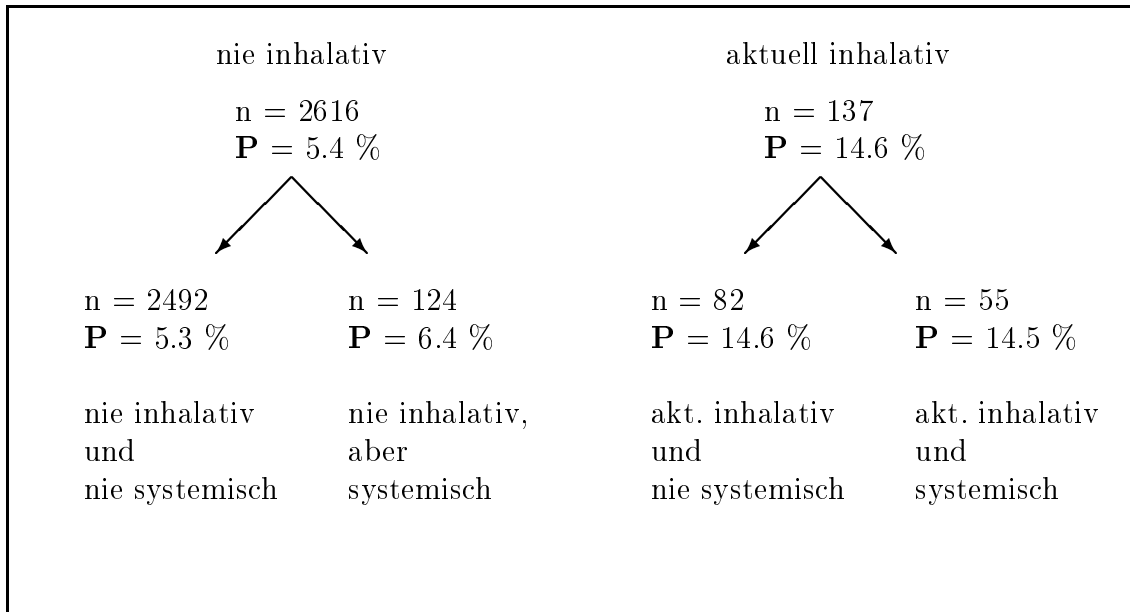 nie inhalativ
n = 2616
P = 5.4 %
n = 2492
P = 5.3 %
nie inhalativ
und
nie systemisch
n = 124
P = 6.4 %
nie inhalativ,
aber
systemisch
aktuell inhalativ
n = 137
P = 14.6 %
n = 82
P = 14.6 %
akt. inhalativ
und
nie systemisch
n = 55
P = 14.5 %
akt. inhalativ
und
systemisch